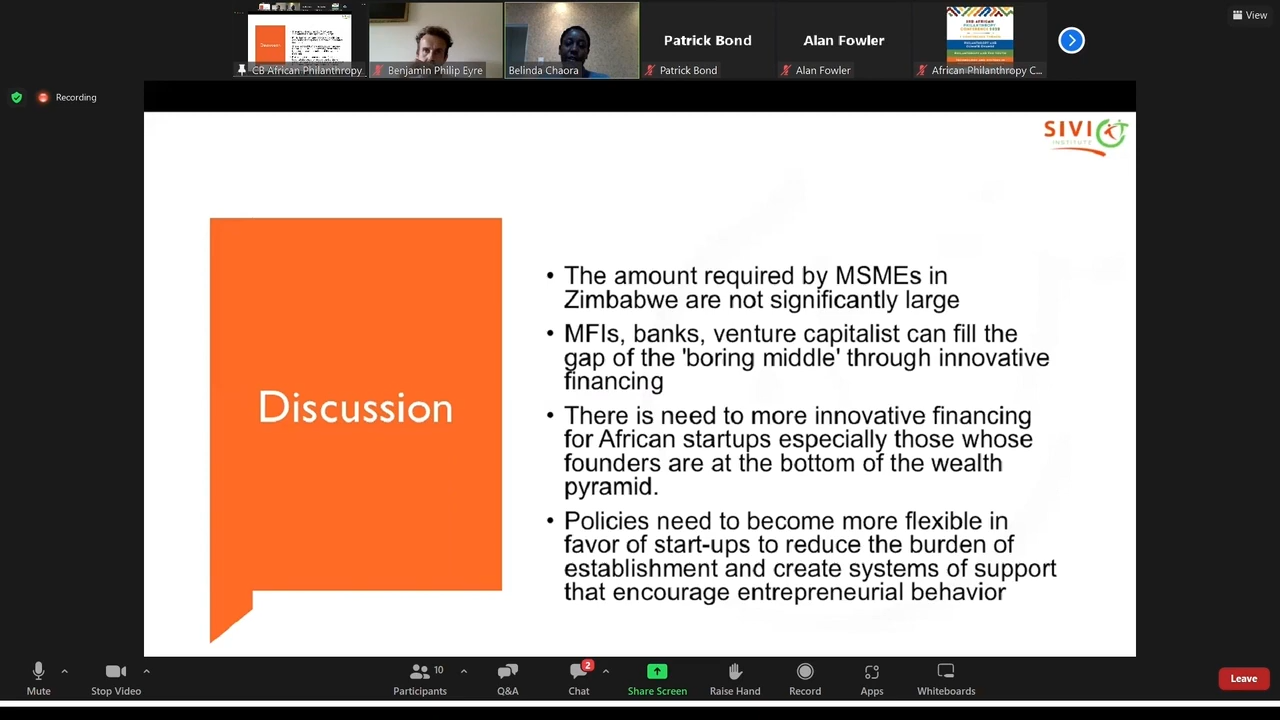 View
CB African Philanthropy
Benjamin Philip Eyre
Belinda Chaora
Patrick Bond
Patrick Bond
Alan Fowler
Alan Fowler
African Philanthropy C...
Recording
SIVI
INSTITUTE
Discussion
• The amount required by MSMEs in
Zimbabwe are not significantly large
• MFIs, banks, venture capitalist can fill the
gap of the 'boring middle' through innovative
financing
• There is need to more innovative financing
for African startups especially those whose
founders are at the bottom of the wealth
pyramid.
• Policies need to become more flexible in
favor of start-ups to reduce the burden of
establishment and create systems of support
that encourage entrepreneurial behavior
Mute
Stop Video
10
Participants
Q&A
2
Chat
Share Screen
Raise Hand
Record
Apps
Whiteboards
Leave